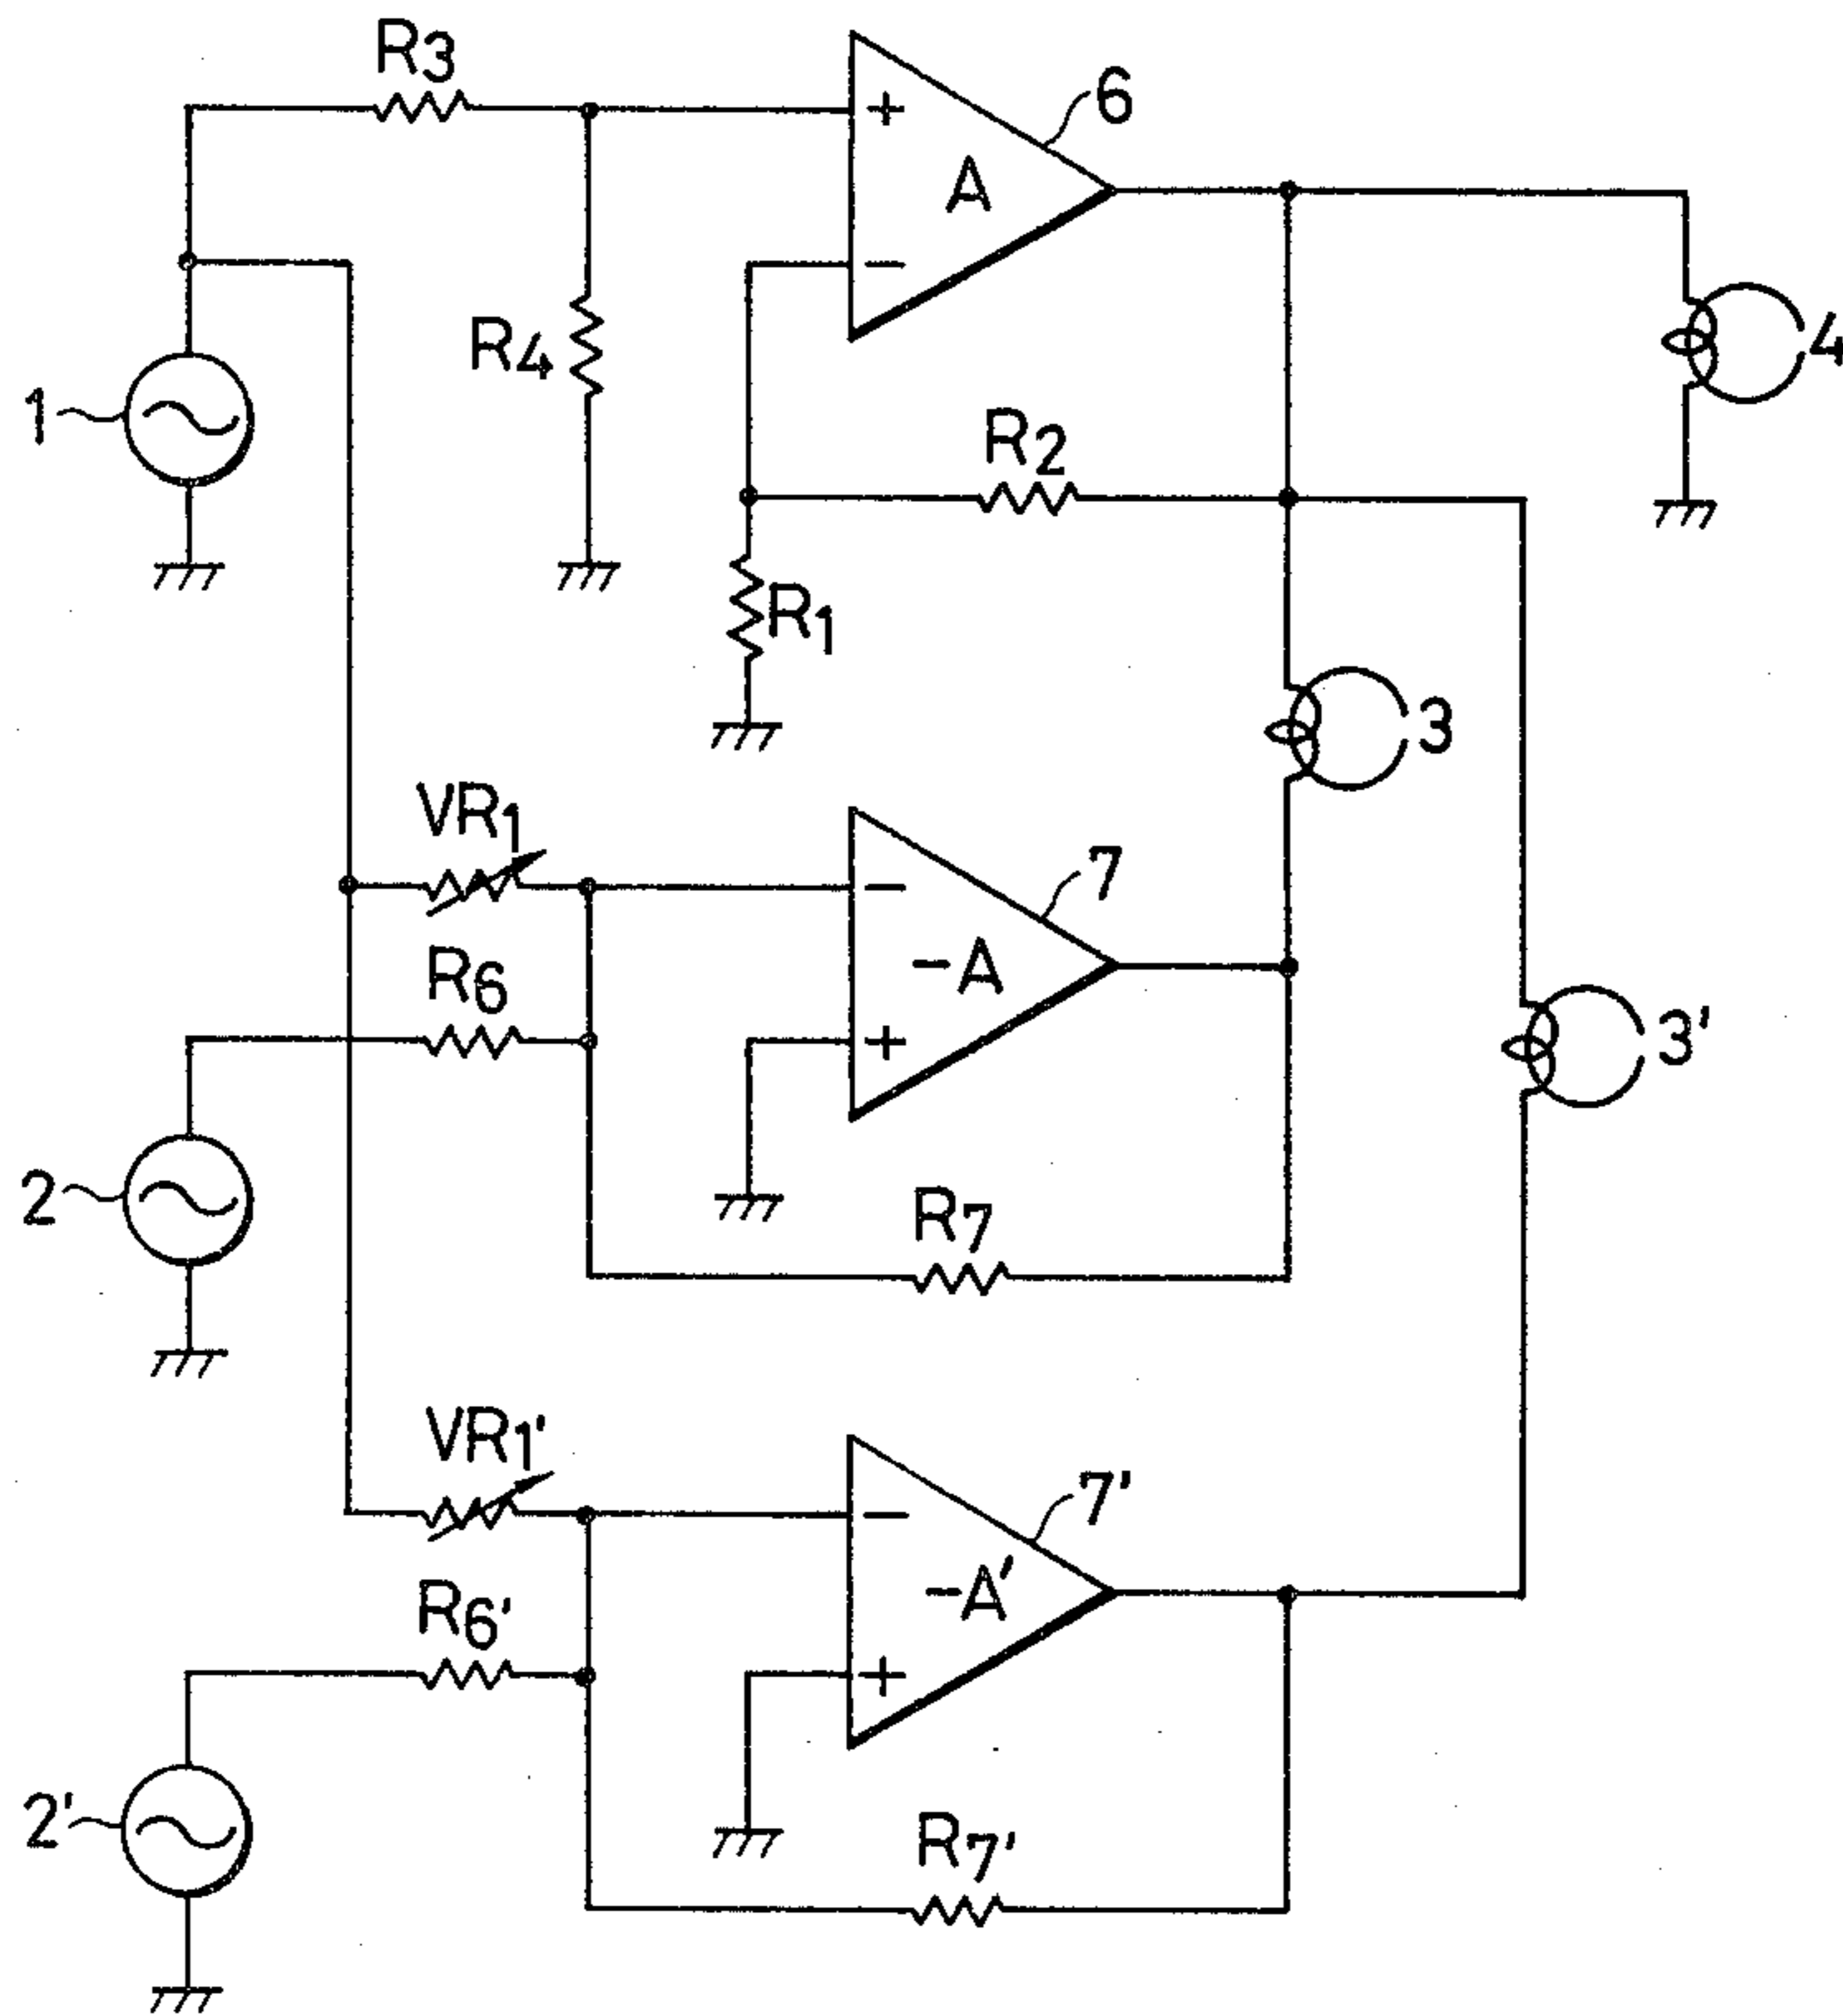 R3
+
6
A
−
4
R4
1
R2
R1
3
VR1
−
7
−A
R6
+
3'
2
R7
VR1'
−
7'
−A'
R6'
+
2'
R7'